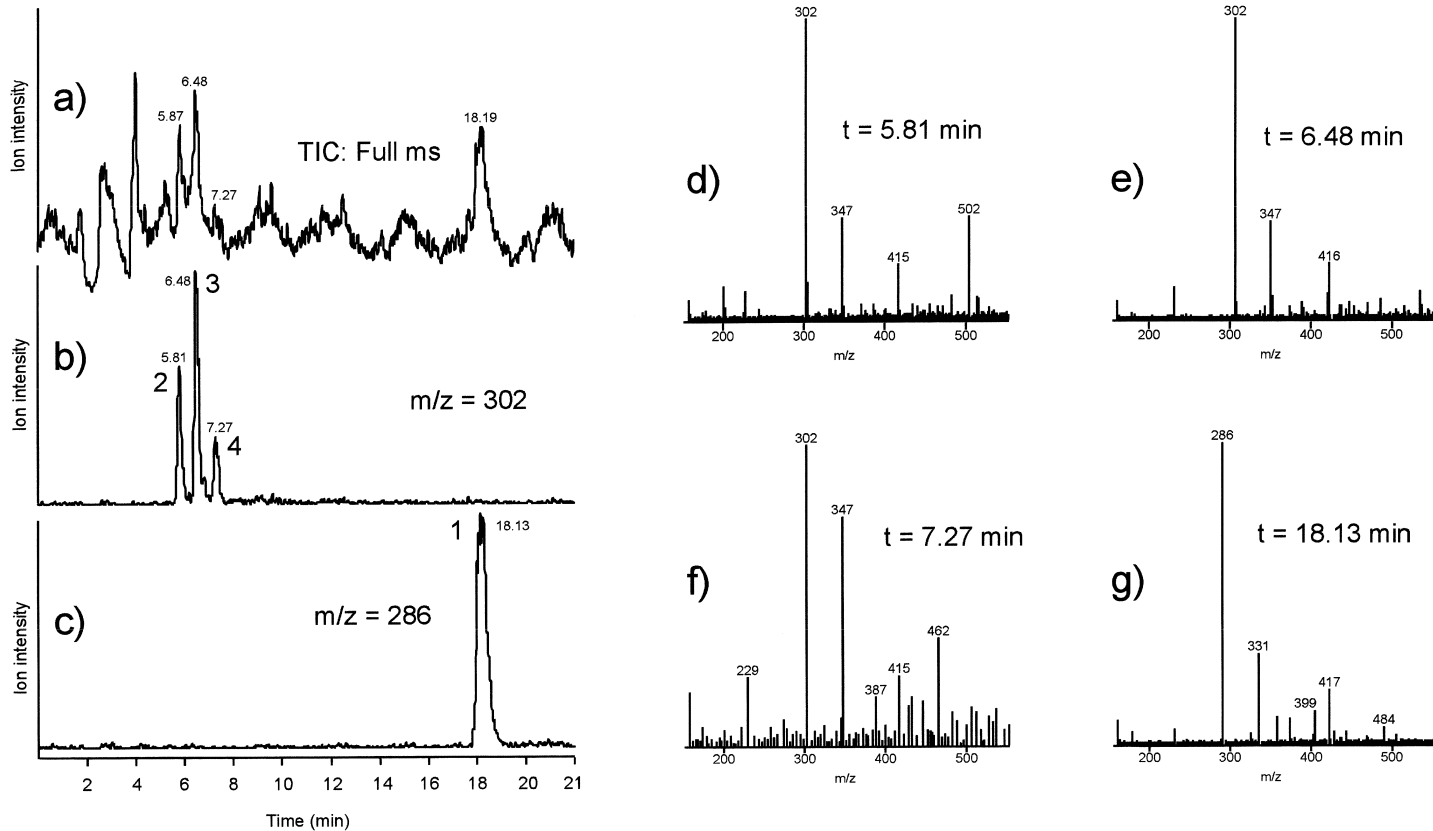 Ion intensity
a)
5.87
6.48
7.27
18.19
TIC: Full ms
Ion intensity
b)
5.81
2
6.48
3
7.27
4
m/z = 302
Ion intensity
c)
1
18.13
m/z = 286
2 4 6 8 10 12 14 16 18 20 21
Time (min)
d)
302
347
415
502
t = 5.81 min
200 300 400 500
m/z
e)
302
347
416
t = 6.48 min
200 300 400 500
m/z
f)
229
302
347
387
415
462
t = 7.27 min
200 300 400 500
m/z
g)
286
331
399
417
484
t = 18.13 min
200 300 400 500
m/z